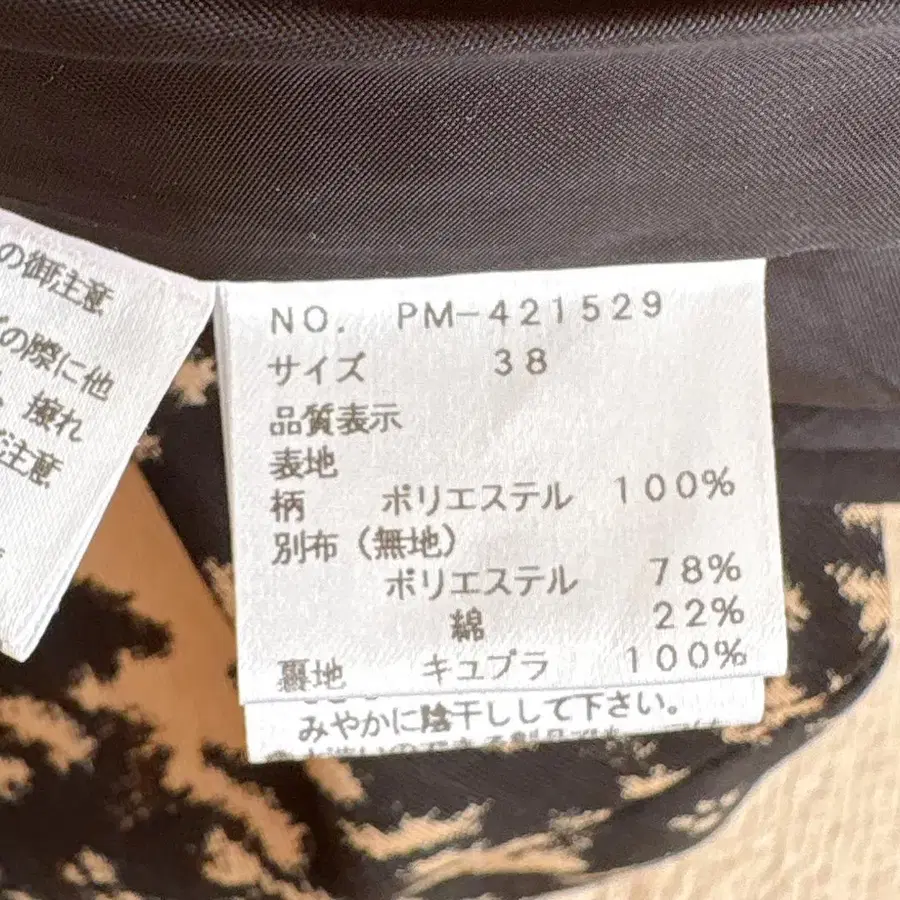 の御注意
の際に他
擦れ
注意
NO. PM-421529
サイズ 38
品質表示
表地
柄 ポリエステル 100%
別布(無地)
ポリエステル 78%
綿 22%
裏地 キュプラ 100%
みやかに陰干しして下さい。